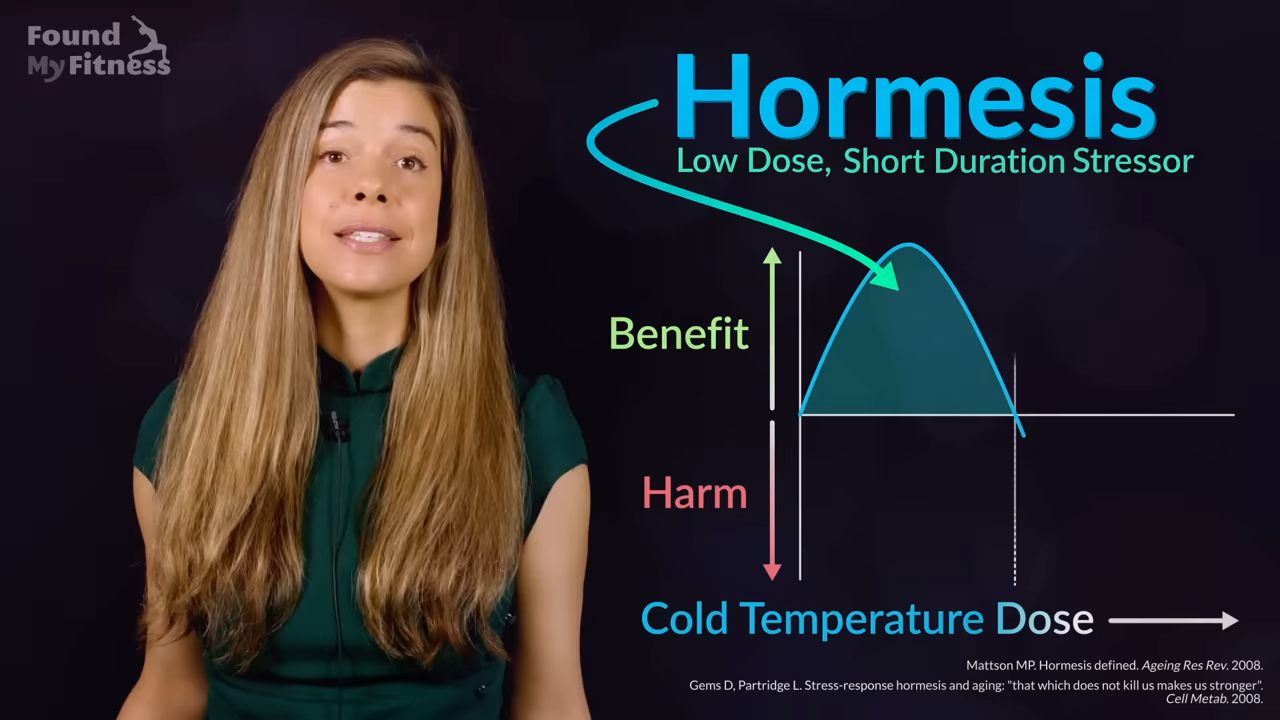 Found
My Fitness
Hormesis
Low Dose, Short Duration Stressor
Benefit
Harm
Cold Temperature Dose
Mattson MP. Hormesis defined. Ageing Res Rev. 2008.
Gems D, Partridge L. Stress-response hormesis and aging: "that which does not kill us makes us stronger".
Cell Metab. 2008.